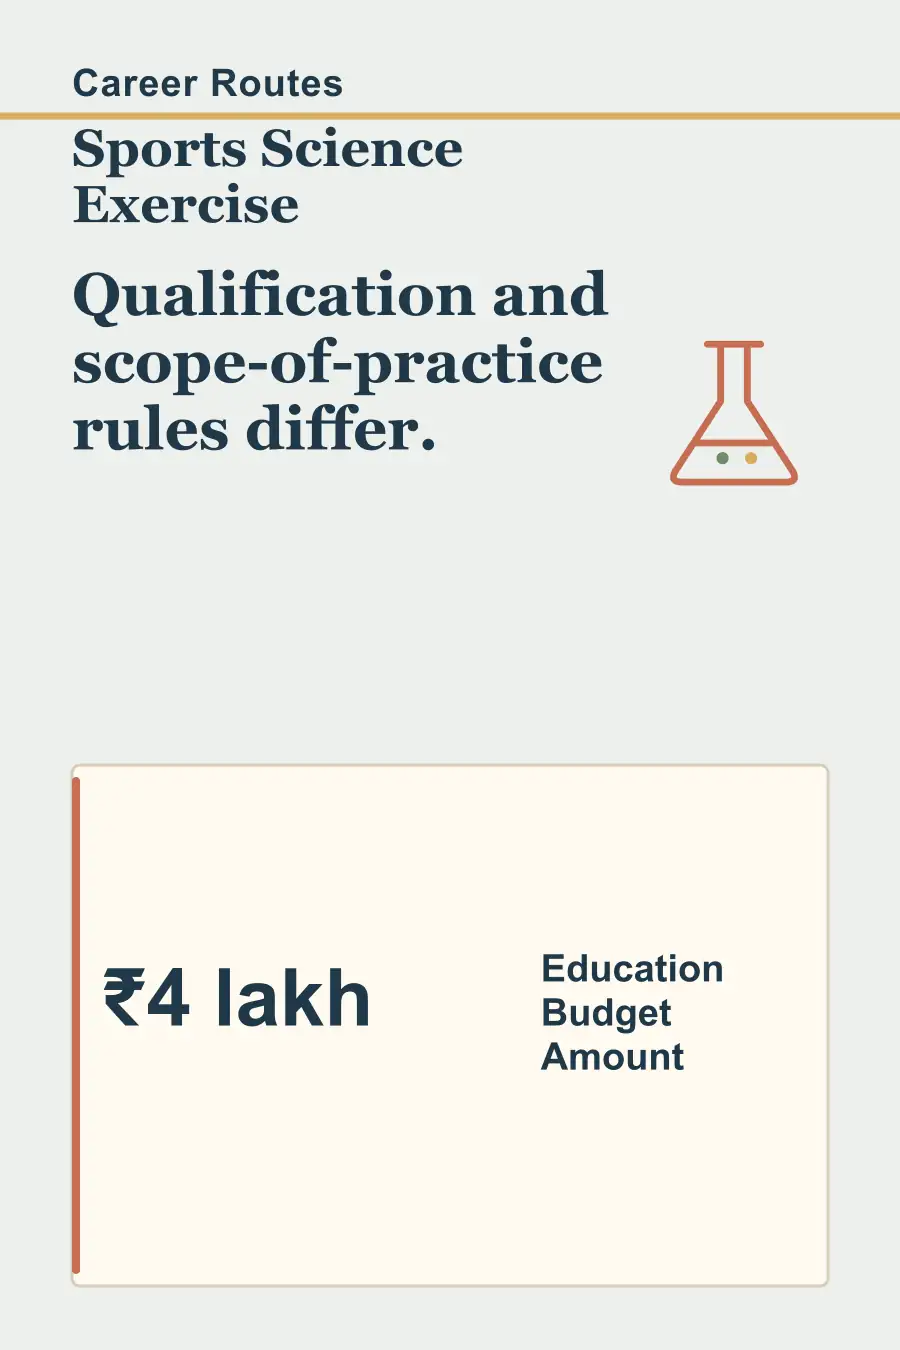 Career Routes
Sports Science
Exercise
Qualification and
scope-of-practice
rules differ.
₹4 lakh
Education
Budget
Amount